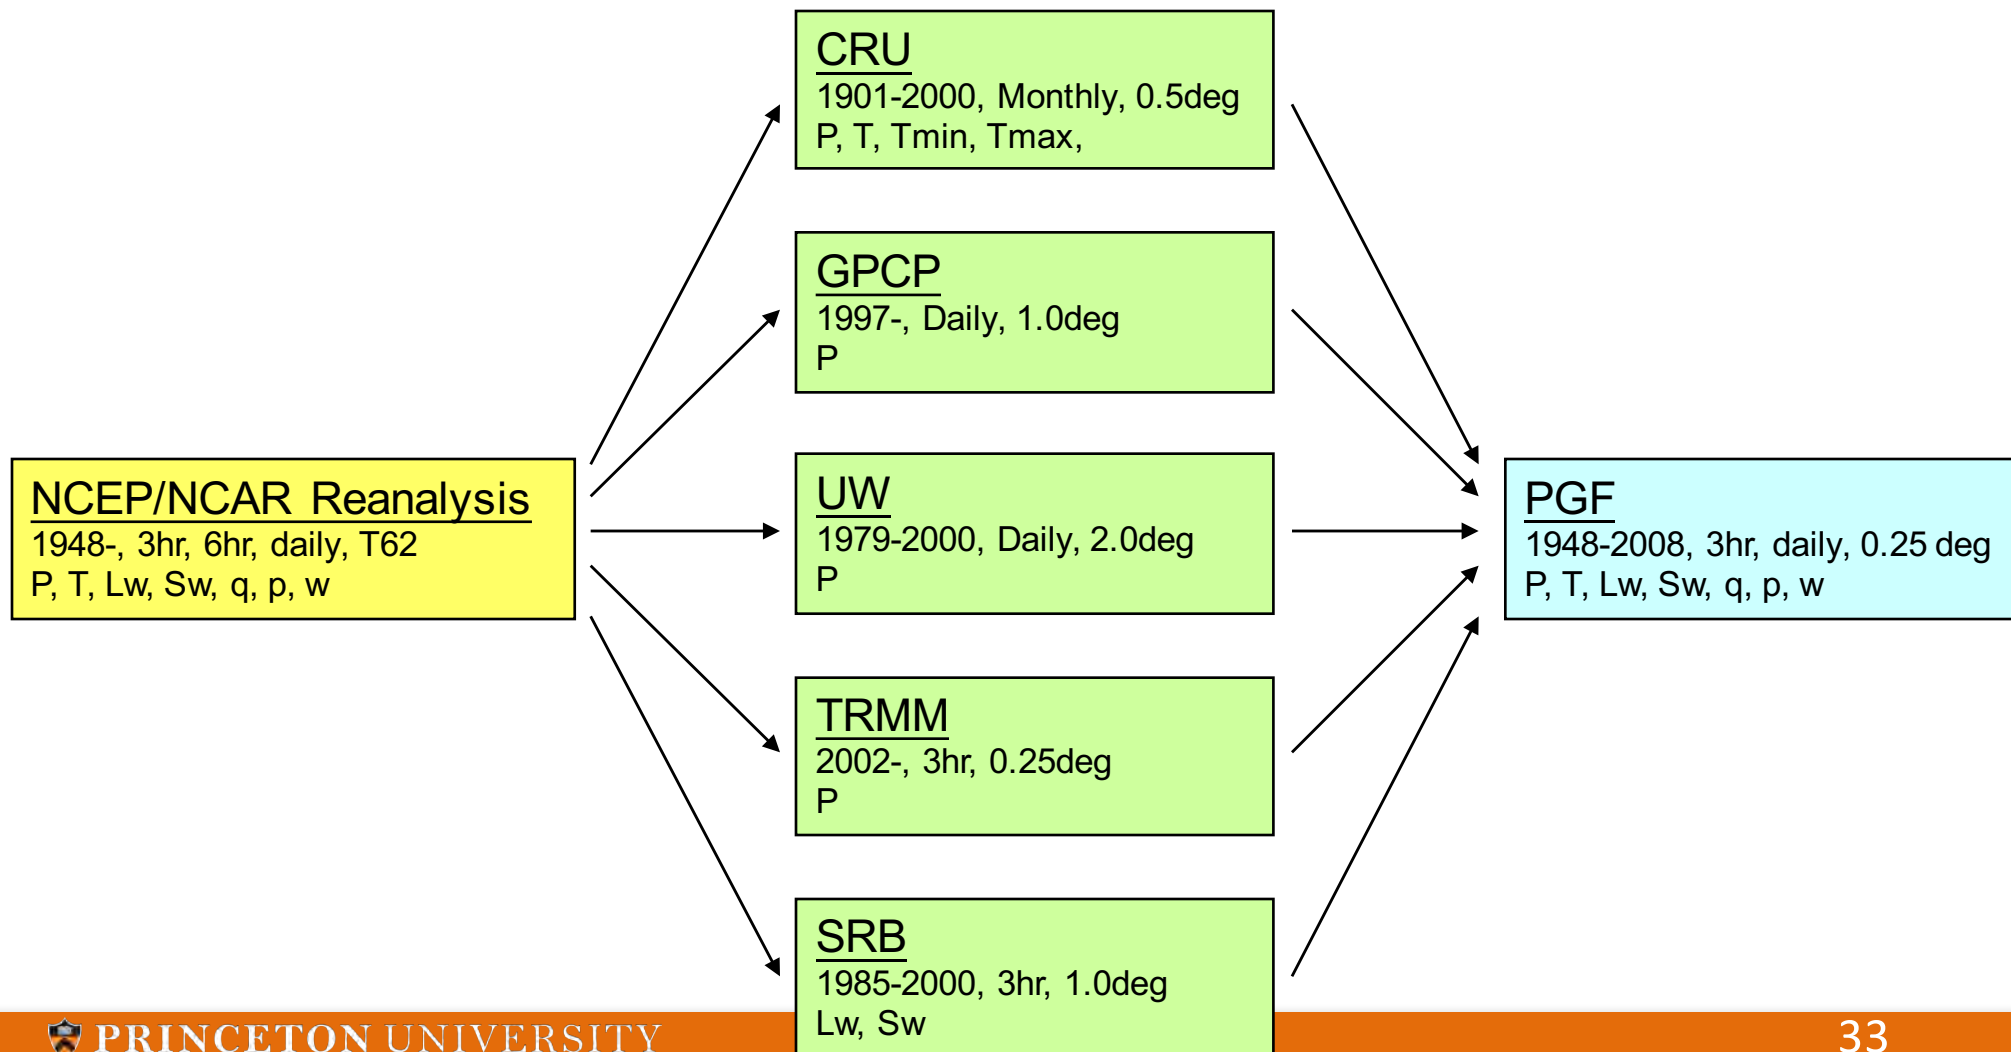 CRU
1901-2000, Monthly, 0.5deg
P, T, Tmin, Tmax,
GPCP
1997-, Daily, 1.0deg
P
NCEP/NCAR Reanalysis
1948-, 3hr, 6hr, daily, T62
P, T, Lw, Sw, q, p, w
UW
1979-2000, Daily, 2.0deg
P
PGF
1948-2008, 3hr, daily, 0.25 deg
P, T, Lw, Sw, q, p, w
TRMM
2002-, 3hr, 0.25deg
P
SRB
1985-2000, 3hr, 1.0deg
Lw, Sw
PRINCETON UNIVERSITY
33